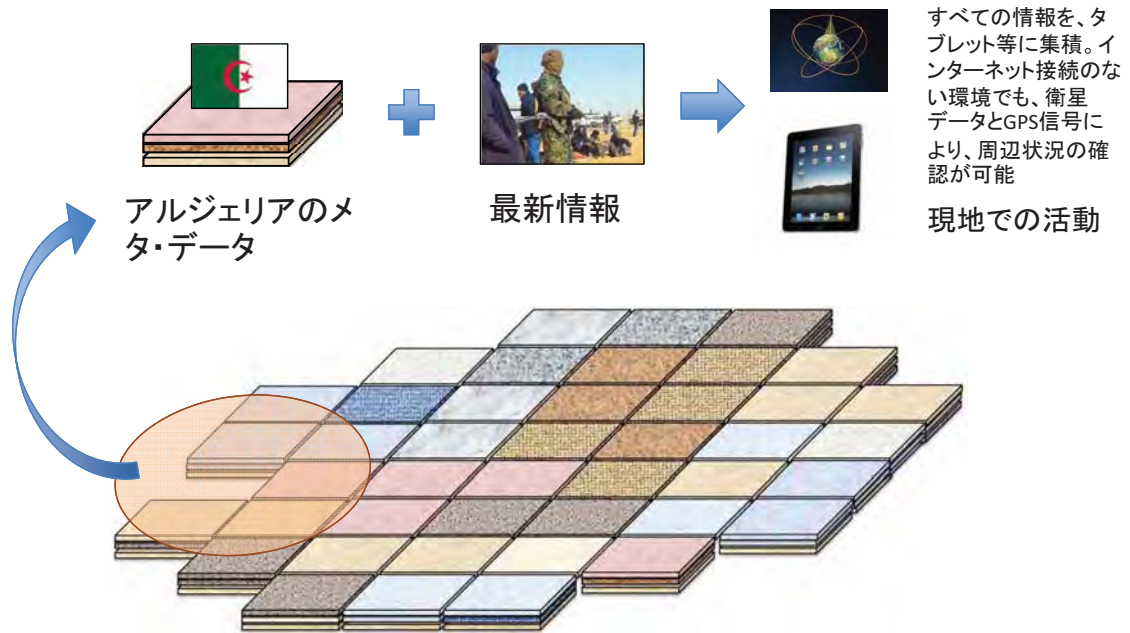 アルジェリアのメ
タ・データ
最新情報
すべての情報を、タ
ブレット等に集積。イ
ンターネット接続のな
い環境でも、衛星
データとGPS信号に
より、周辺状況の確
認が可能
現地での活動